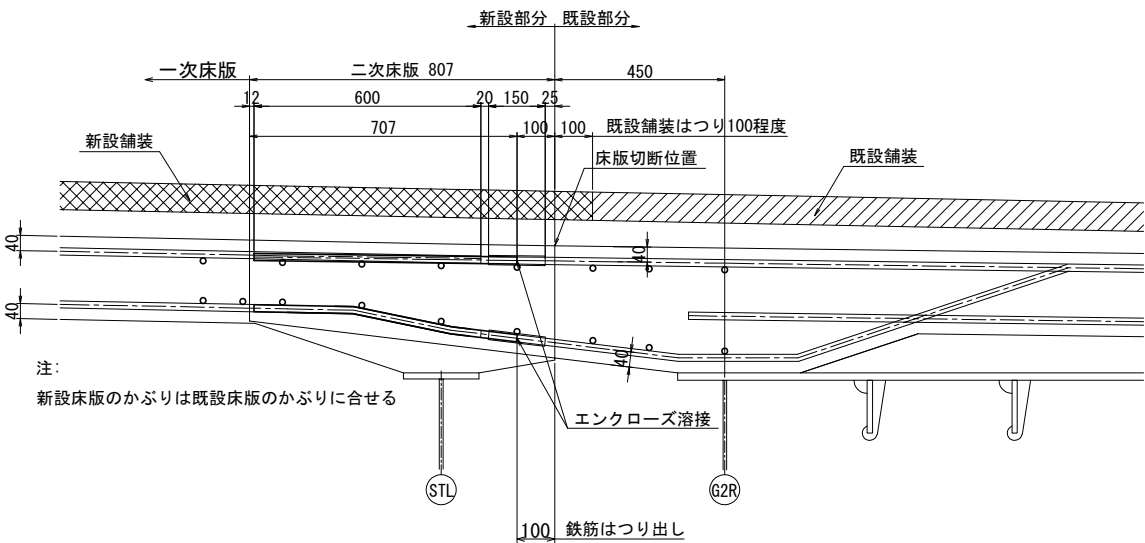 新設部分 既設部分
一次床版
二次床版 807
450
12
600
20
150
25
707
100
100
既設舗装はつり100程度
新設舗装
床版切断位置
既設舗装
40
40
40
40
注:
新設床版のかぶりは既設床版のかぶりに合せる
エンクローズ溶接
STL
G2R
100
鉄筋はつり出し